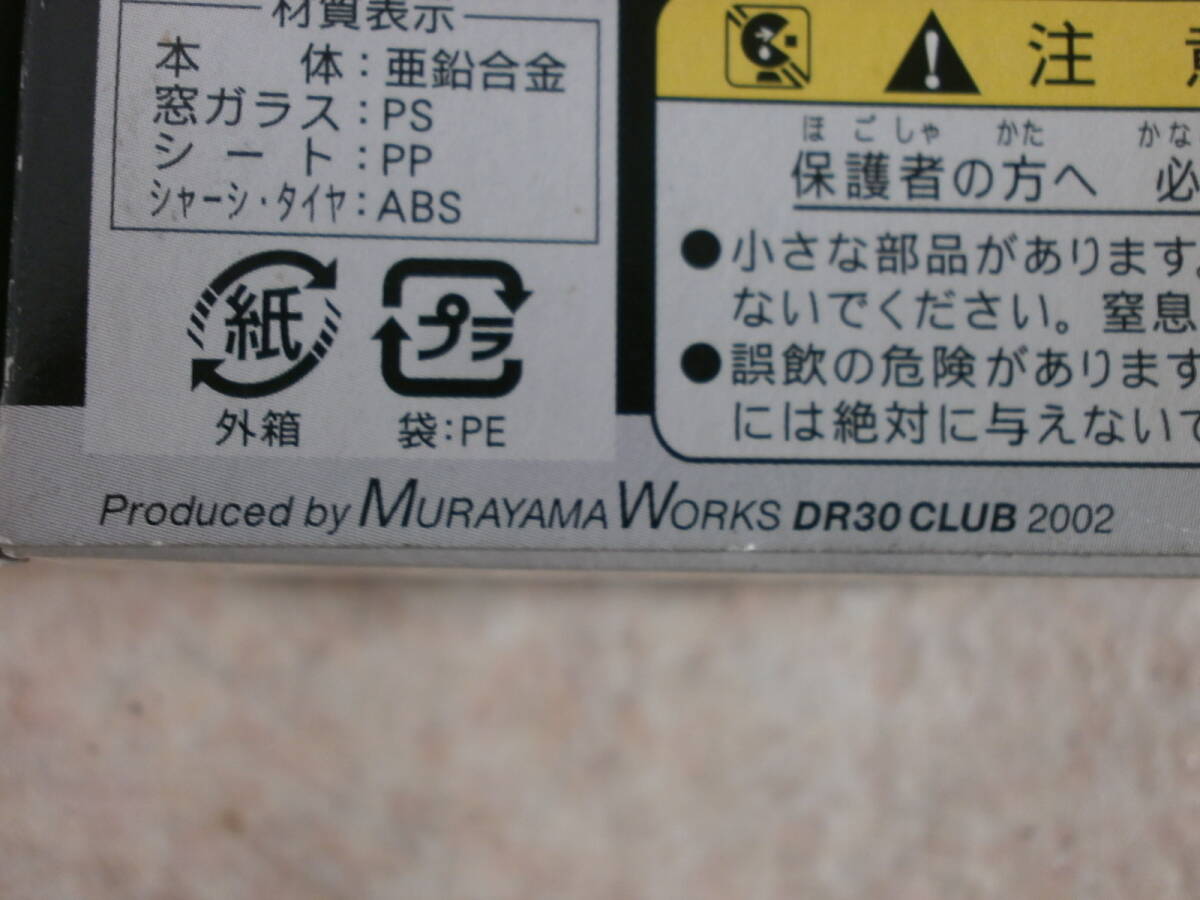 材質表示
本体：亜鉛合金
窓ガラス：PS
シート：PP
シャーシ・タイヤ：ABS
紙
外箱
プラ
袋：PE
注
ほごしゃ かた かな
保護者の方へ 必
●小さな部品があります。
ないでください。窒息
●誤飲の危険があります
には絶対に与えないで
Produced by MURAYAMA WORKS DR30 CLUB 2002